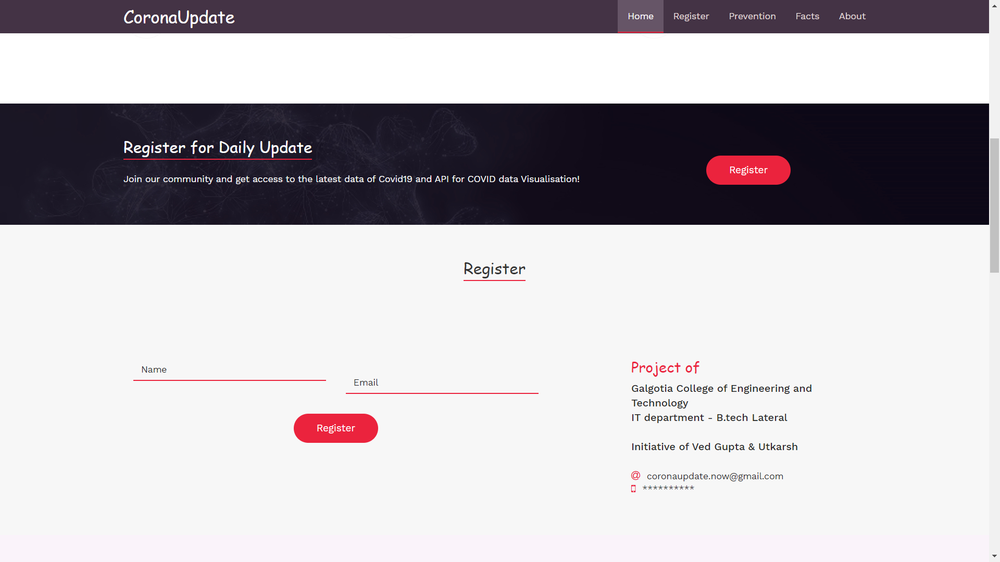 CoronaUpdate
Home
Register
Prevention
Facts
About
Register for Daily Update
Join our community and get access to the latest data of Covid19 and API for COVID data Visualisation!
Register
Register
Name
Email
Register
Project of
Galgotia College of Engineering and
Technology
IT department - B.tech Lateral
Initiative of Ved Gupta & Utkarsh
@ coronaupdate.now@gmail.com
**********